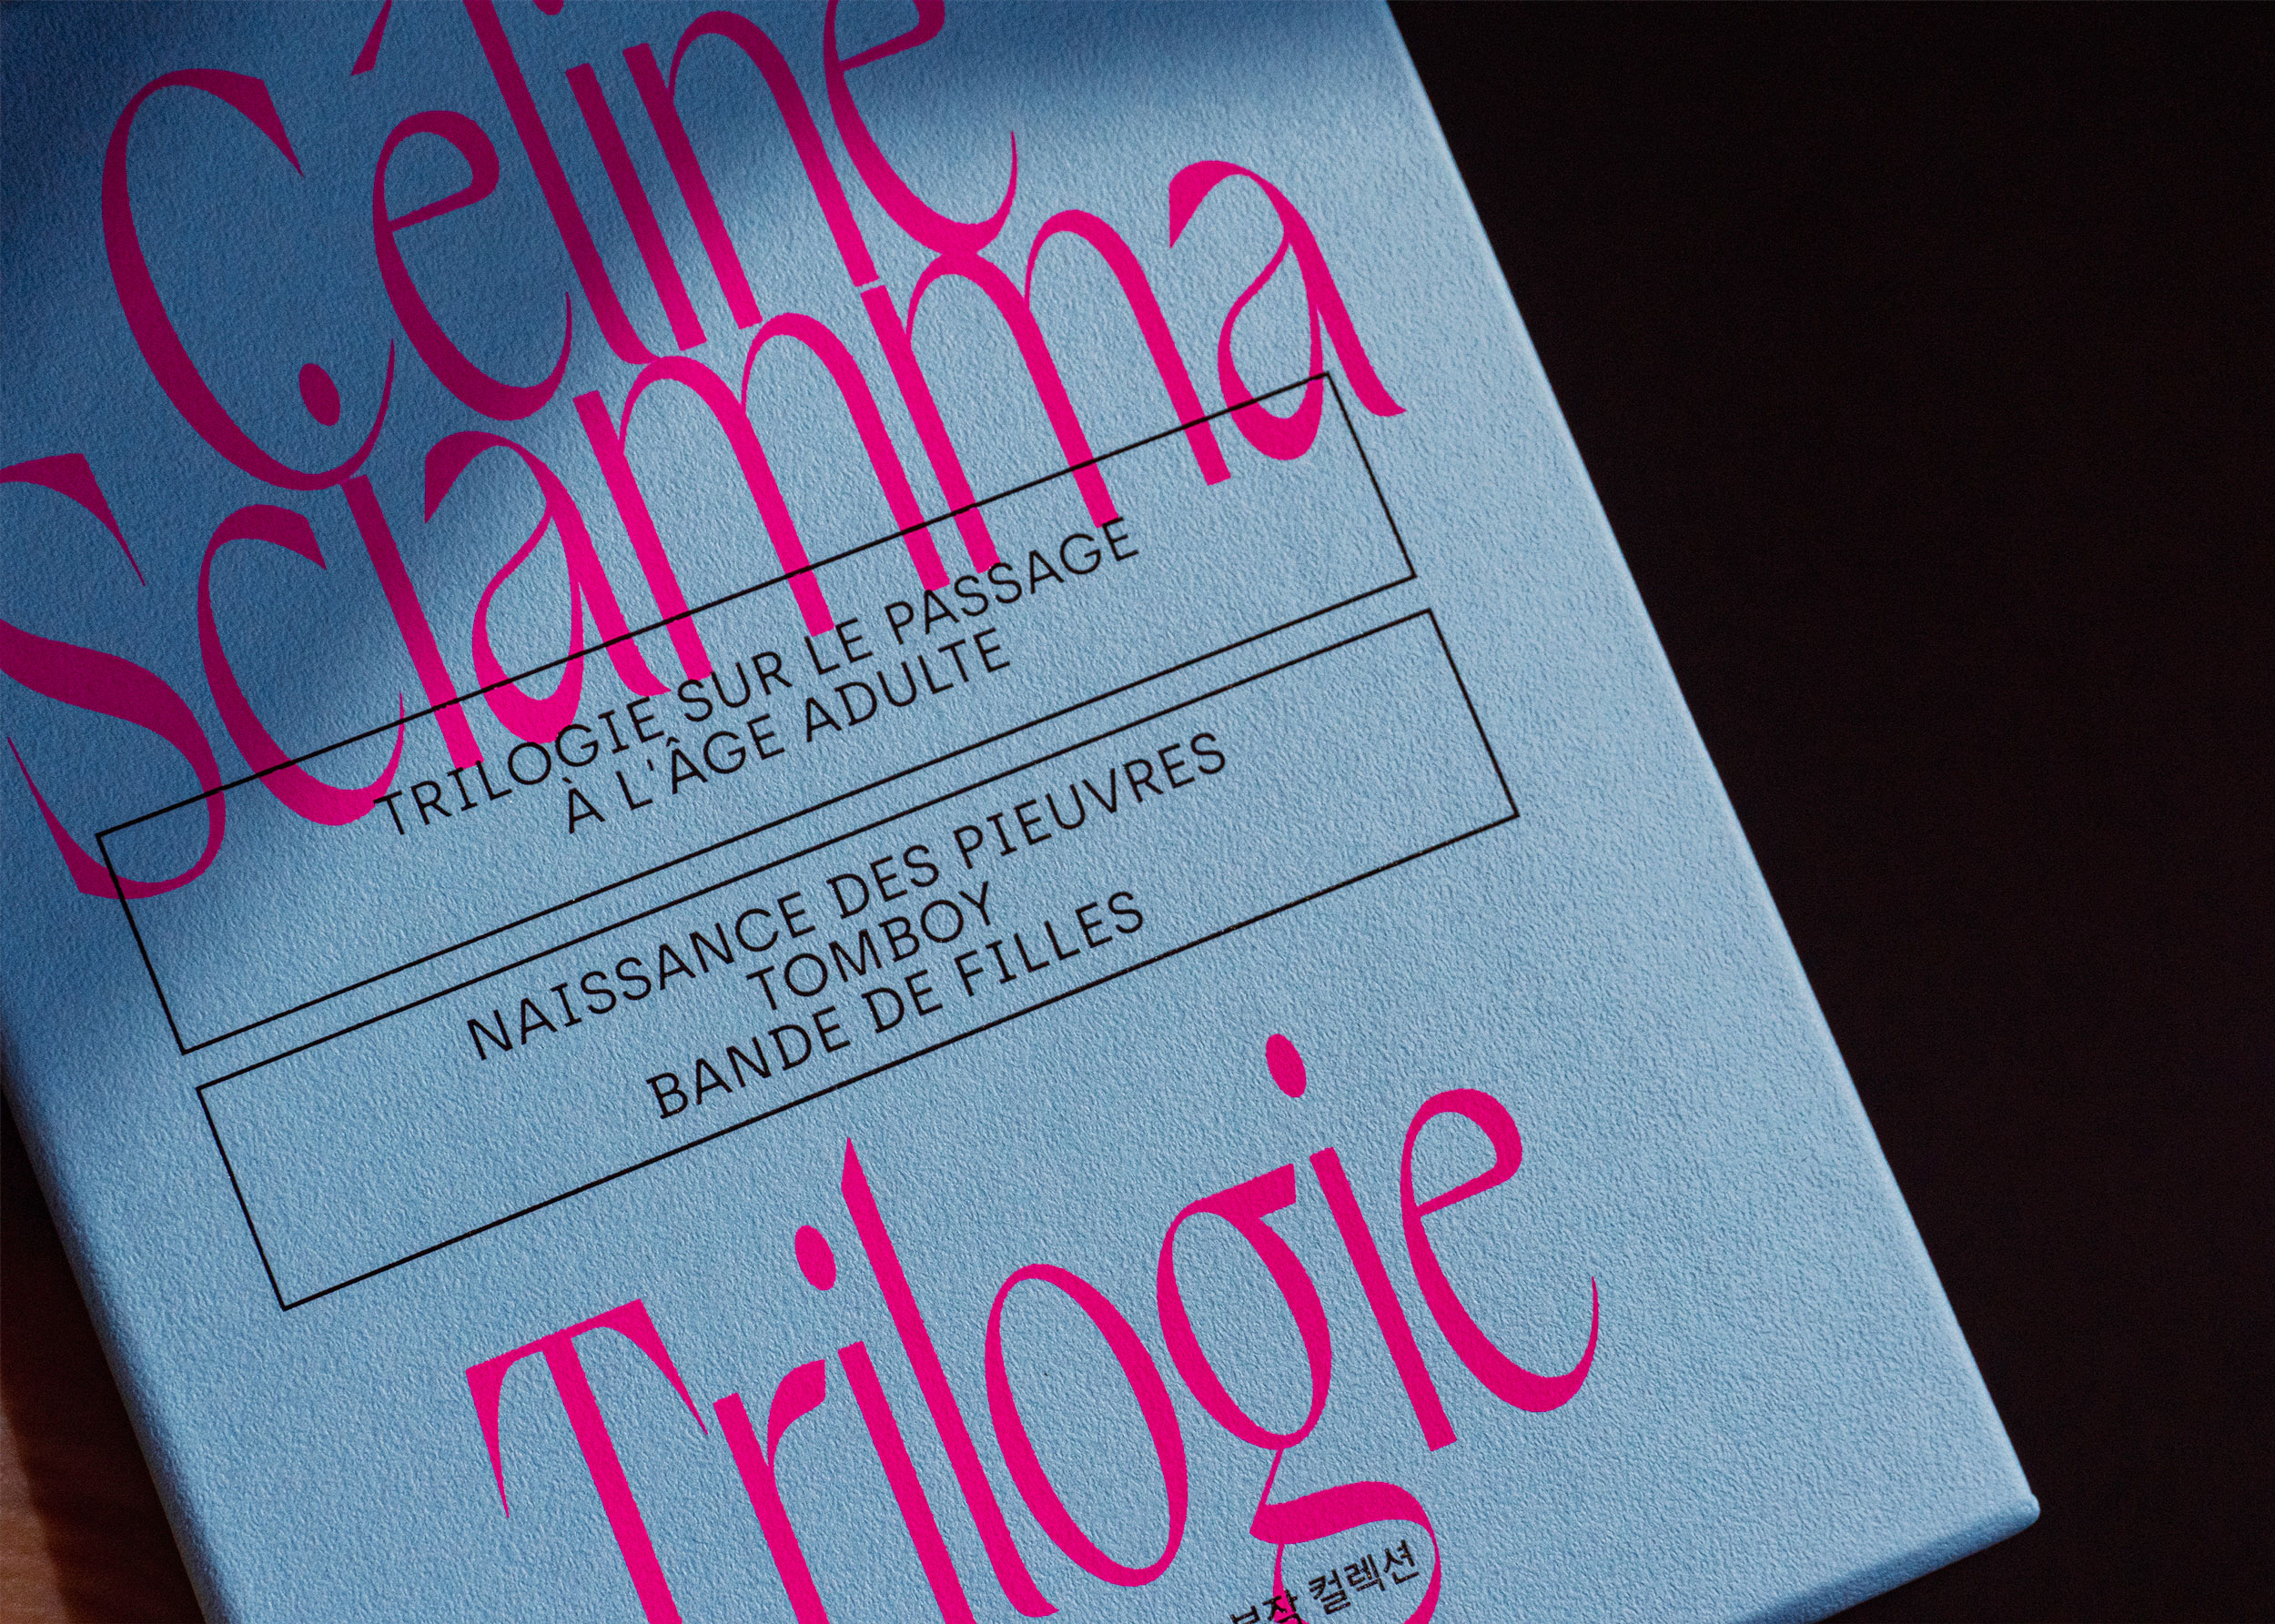 Céline
Sciamma
TRILOGIE SUR LE PASSAGE
À L'ÂGE ADULTE
NAISSANCE DES PIEUVRES
TOMBOY
BANDE DE FILLES
Trilogie
컬렉션